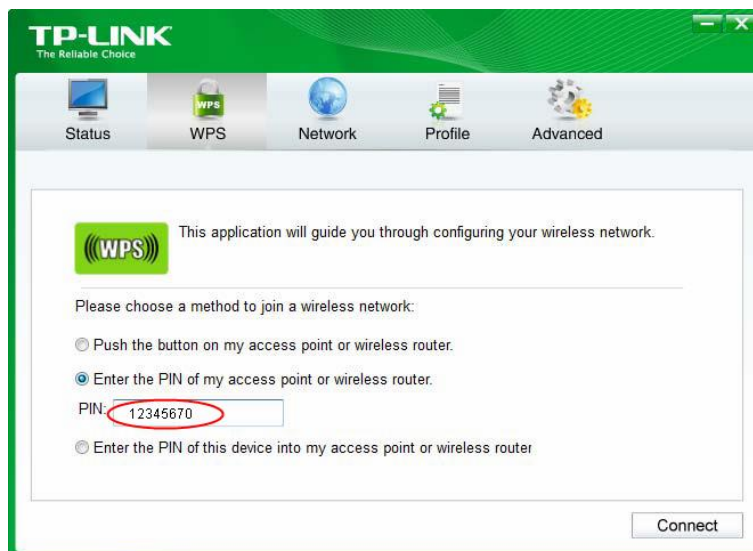 TP-LINK
The Reliable Choice
Status WPS Network Profile Advanced
WPS
This application will guide you through configuring your wireless network.
Please choose a method to join a wireless network:
Push the button on my access point or wireless router.
Enter the PIN of my access point or wireless router.
PIN: 12345670
Enter the PIN of this device into my access point or wireless router
Connect